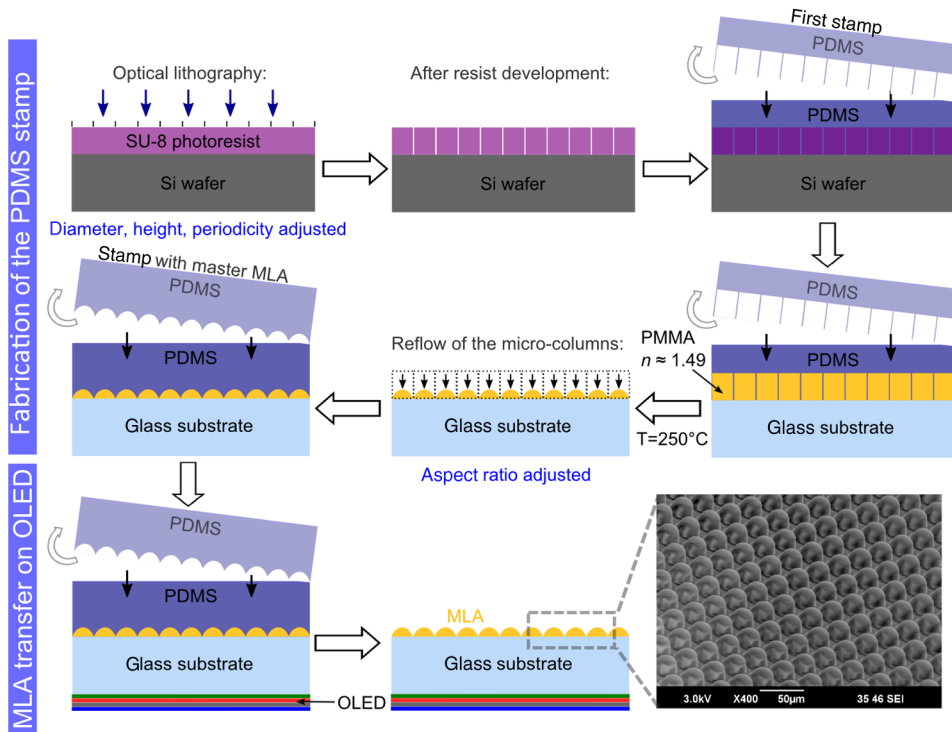 Fabrication of the PDMS stamp
Optical lithography:
SU-8 photoresist
Si wafer
Diameter, height, periodicity adjusted
After resist development:
Si wafer
First stamp
PDMS
PDMS
Si wafer
PDMS
PDMS
PMMA
n ≈ 1.49
Glass substrate
T=250°C
Reflow of the micro-columns:
Glass substrate
Aspect ratio adjusted
Stamp with master MLA
PDMS
PDMS
Glass substrate
MLA transfer on OLED
PDMS
PDMS
Glass substrate
OLED
MLA
Glass substrate
3.0kV X400 50µm 35 46 SEI